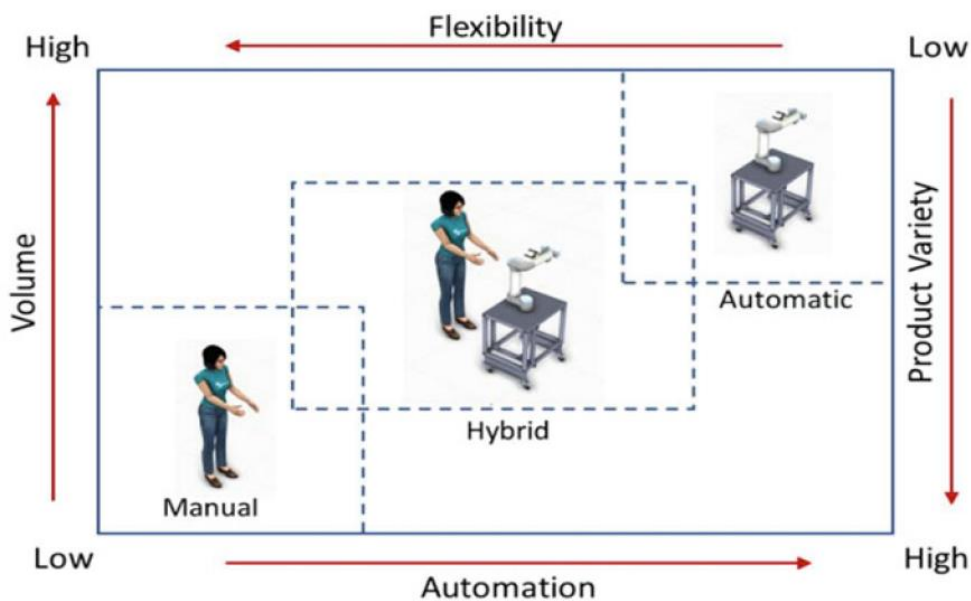 Flexibility
High
Low
Volume
Product Variety
Automatic
Hybrid
Manual
Low
High
Automation